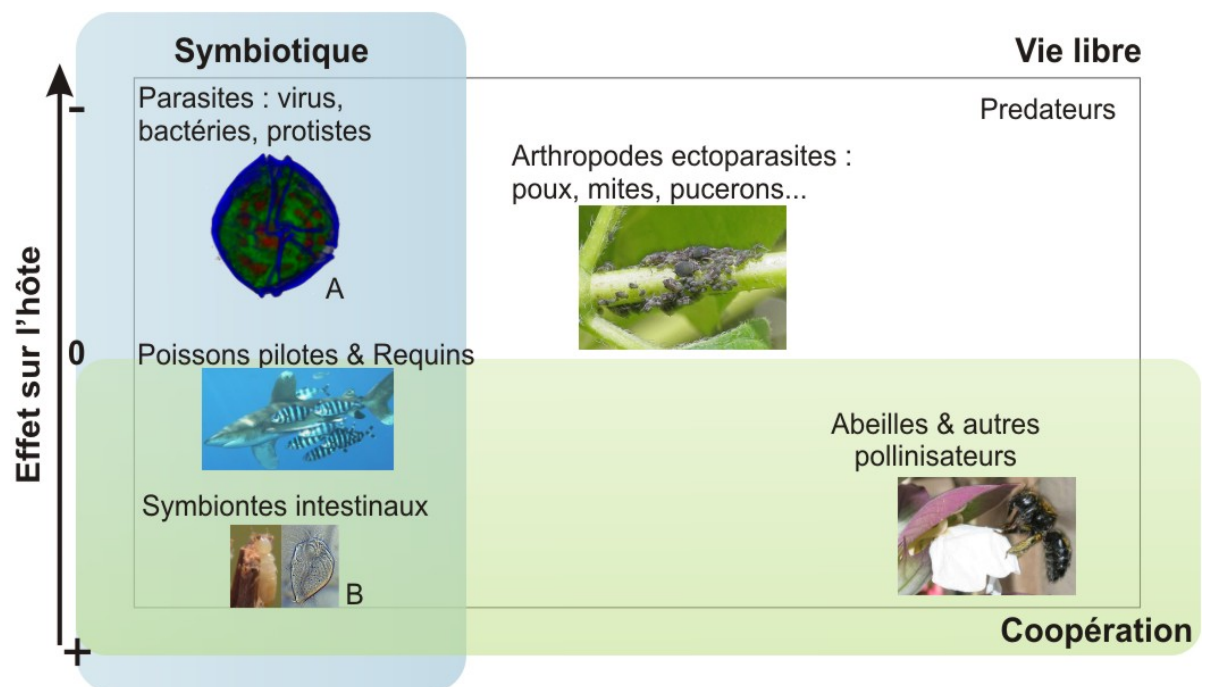 Symbiotique
Vie libre
-
Parasites : virus,
bactéries, protistes
Predateurs
Arthropodes ectoparasites :
poux, mites, pucerons...
A
Effet sur l'hôte
0
Poissons pilotes & Requins
Abeilles & autres
pollinisateurs
Symbiontes intestinaux
B
Coopération
+